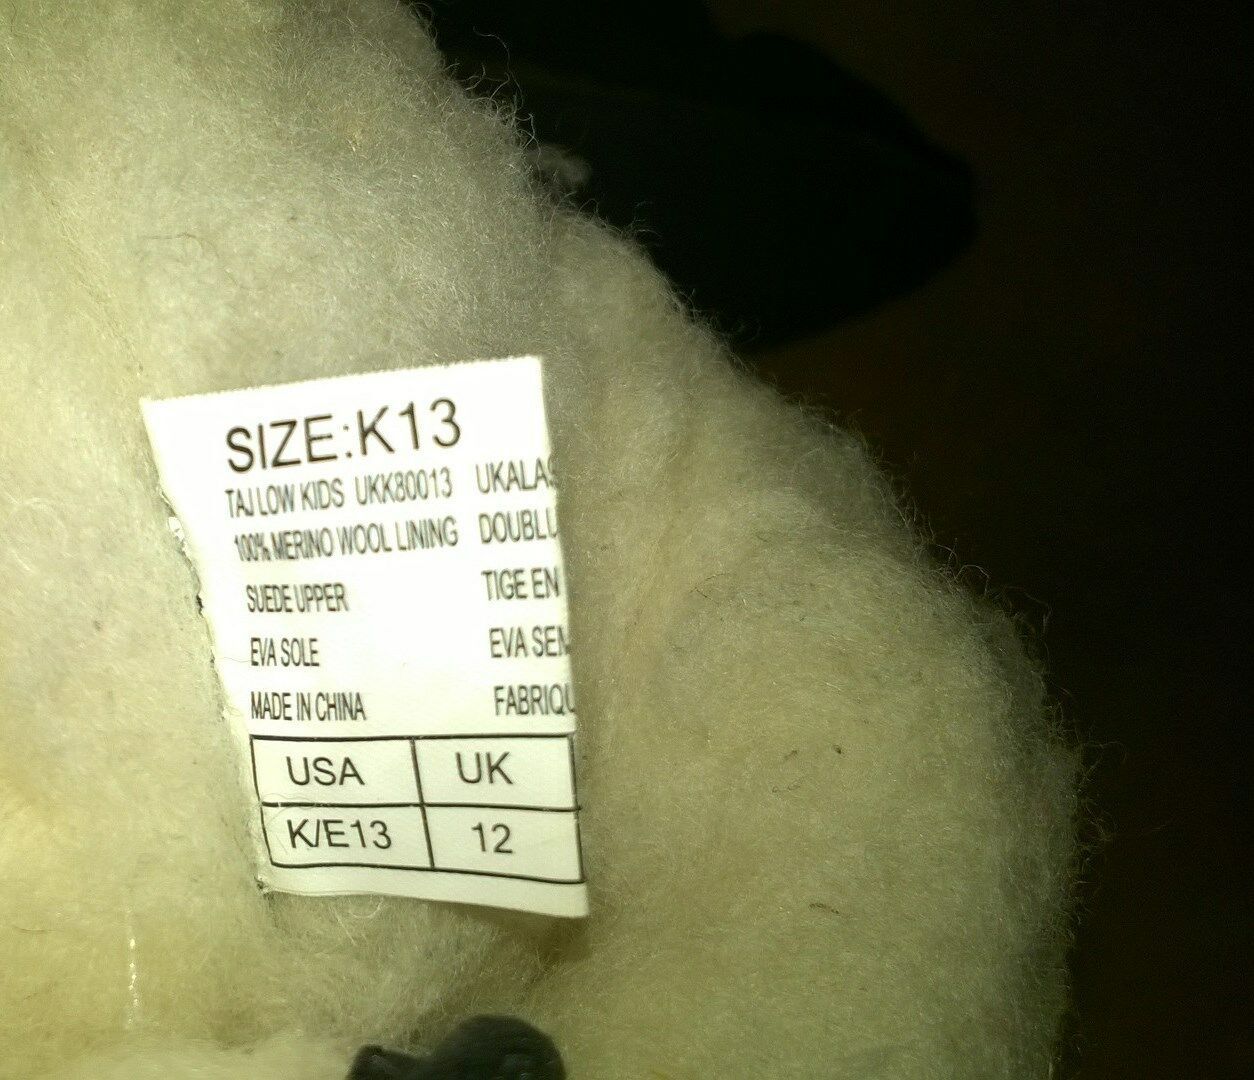 SIZE:K13
TAJ LOW KIDS UKK80013 UKALAS
100% MERINO WOOL LINING DOUBLU
SUEDE UPPER TIGE EN
EVA SOLE EVA SEM
MADE IN CHINA FABRIQU
USA UK
K/E13 12